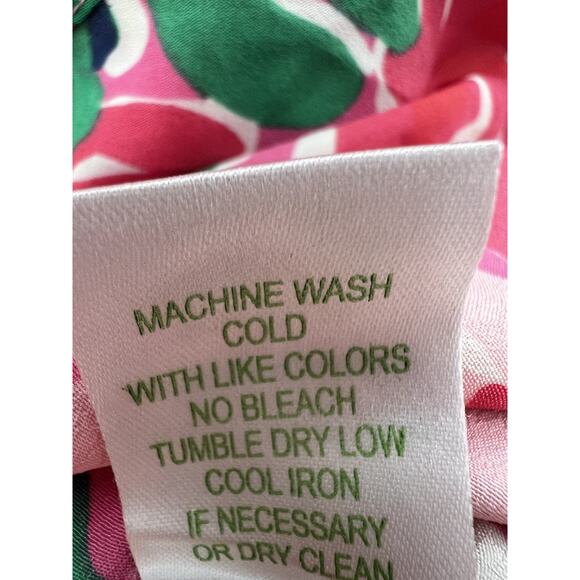 MACHINE WASH
COLD
WITH LIKE COLORS
NO BLEACH
TUMBLE DRY LOW
COOL IRON
IF NECESSARY
OR DRY CLEAN